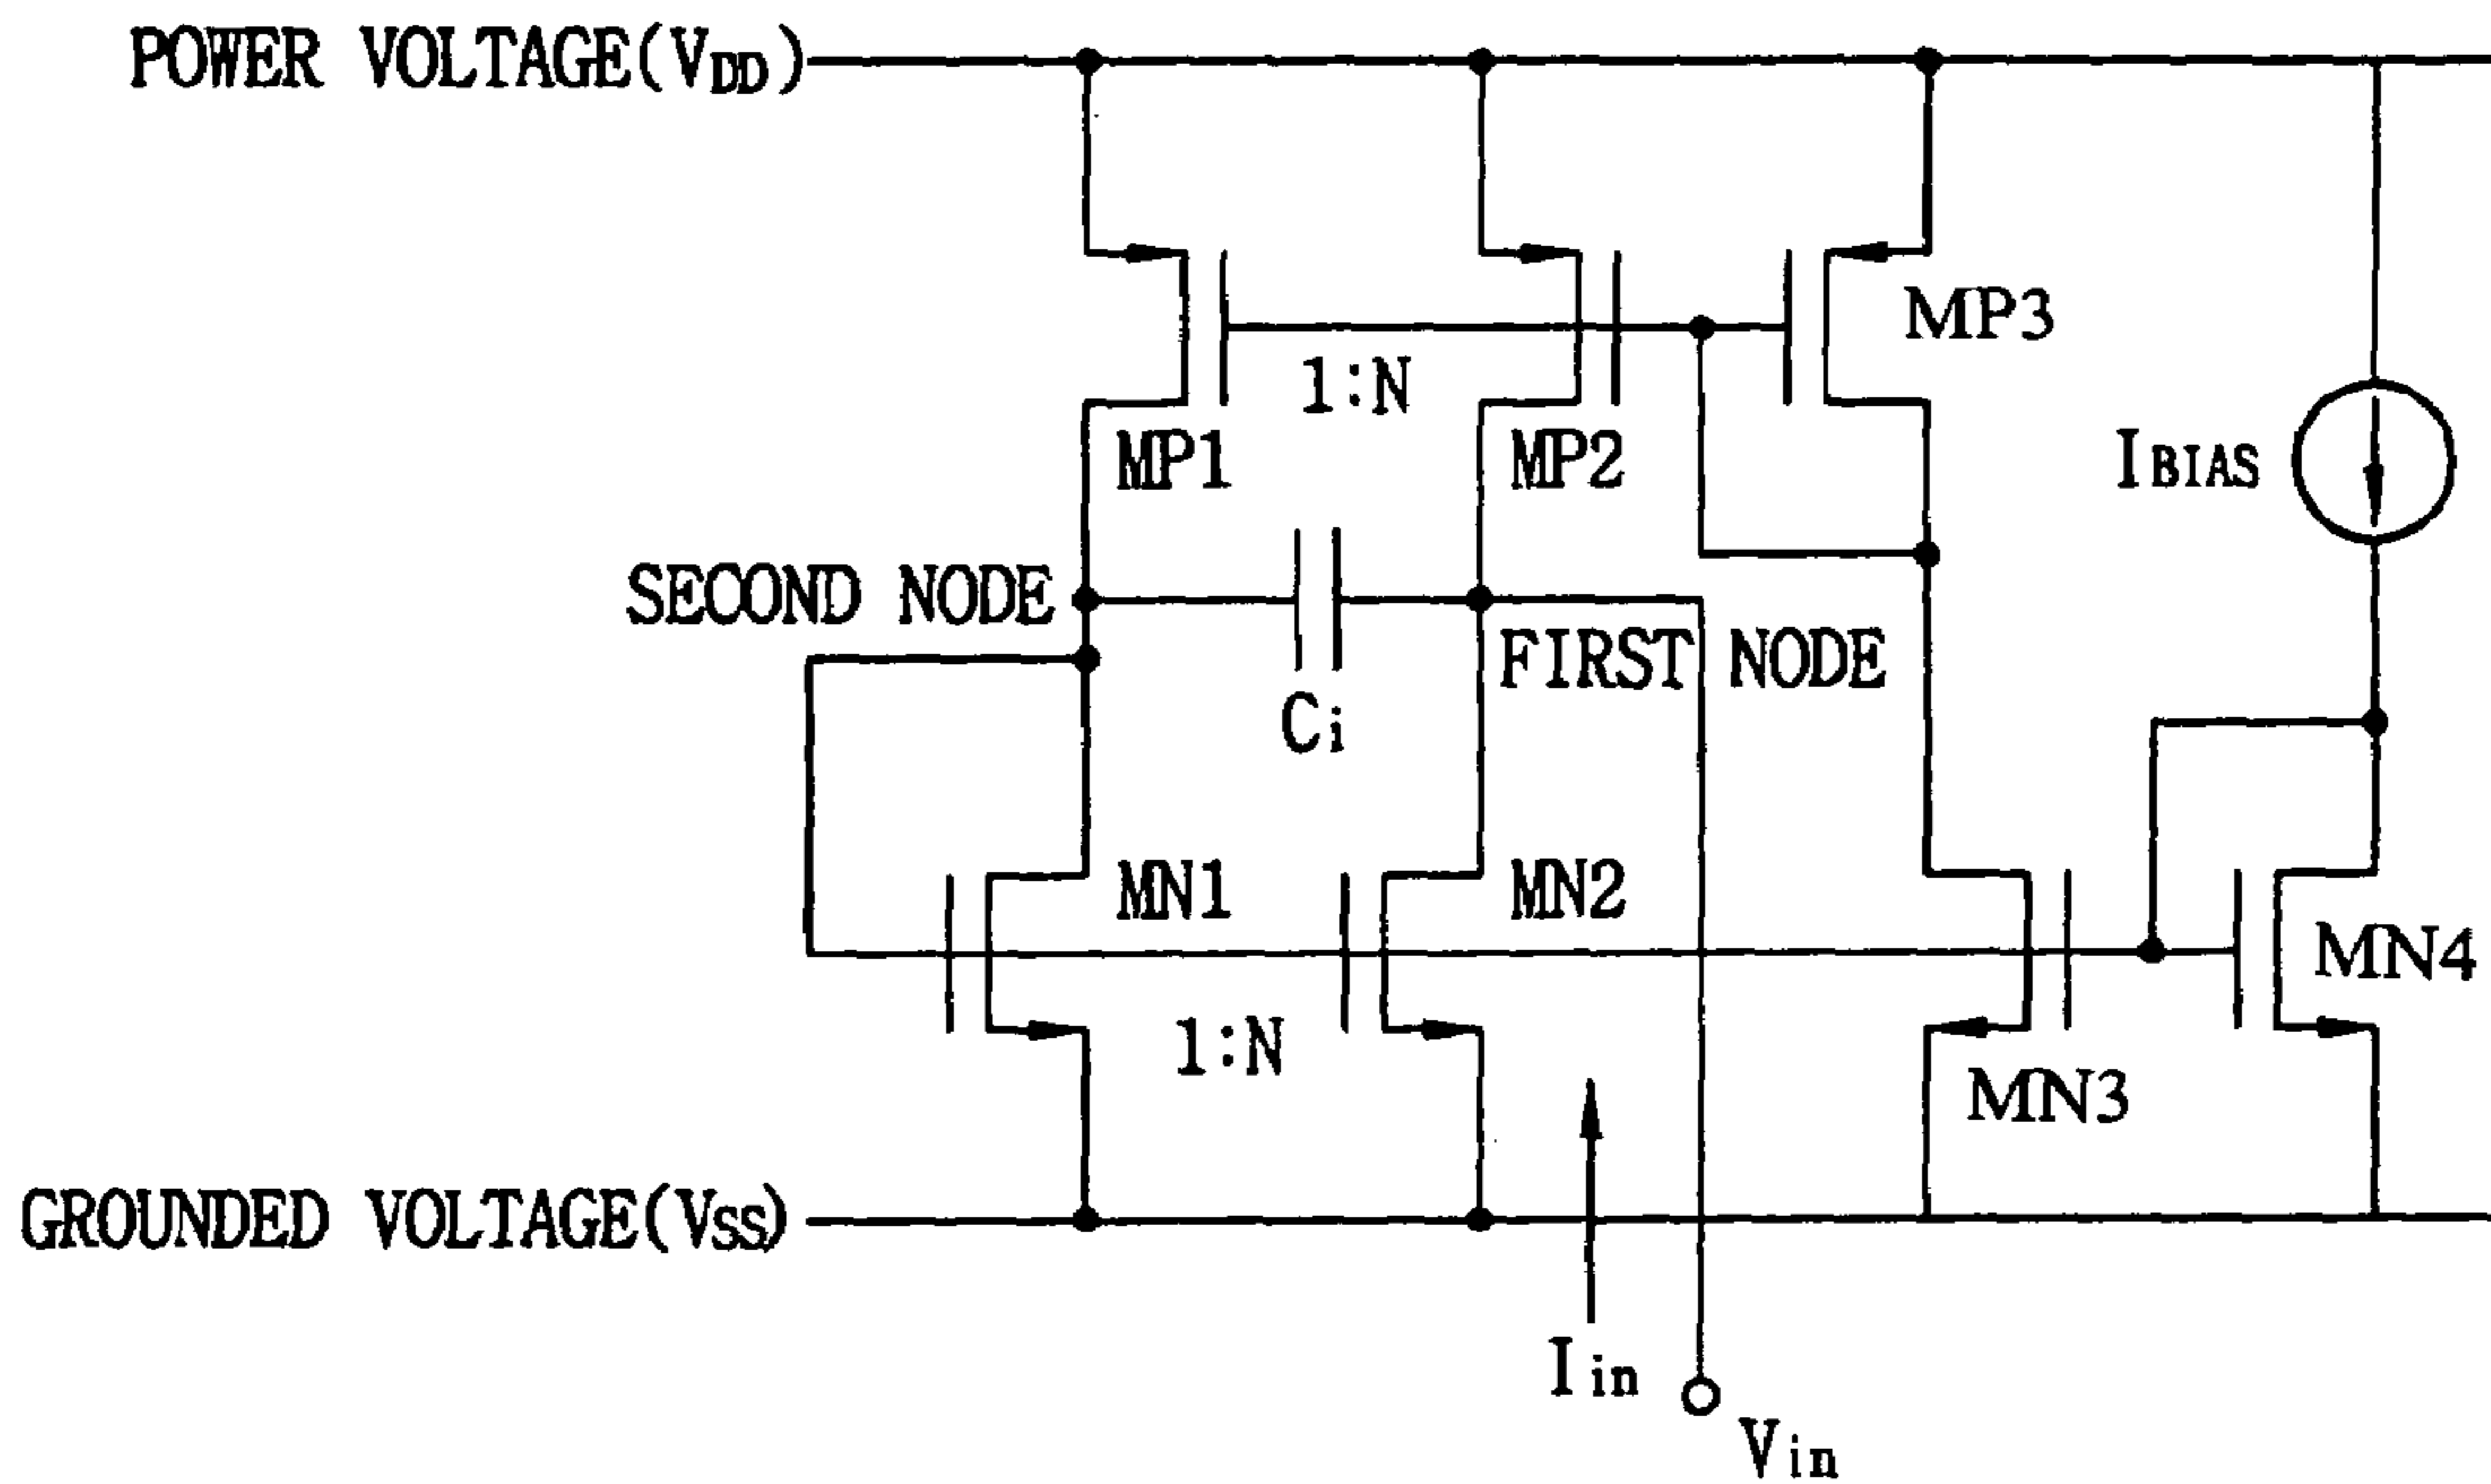 POWER VOLTAGE(VDD)
MP3
1:N
MP1
MP2
IBIAS
SECOND NODE
FIRST NODE
Ci
MN1
MN2
MN4
1:N
MN3
GROUNDED VOLTAGE(VSS)
Iin
Vin